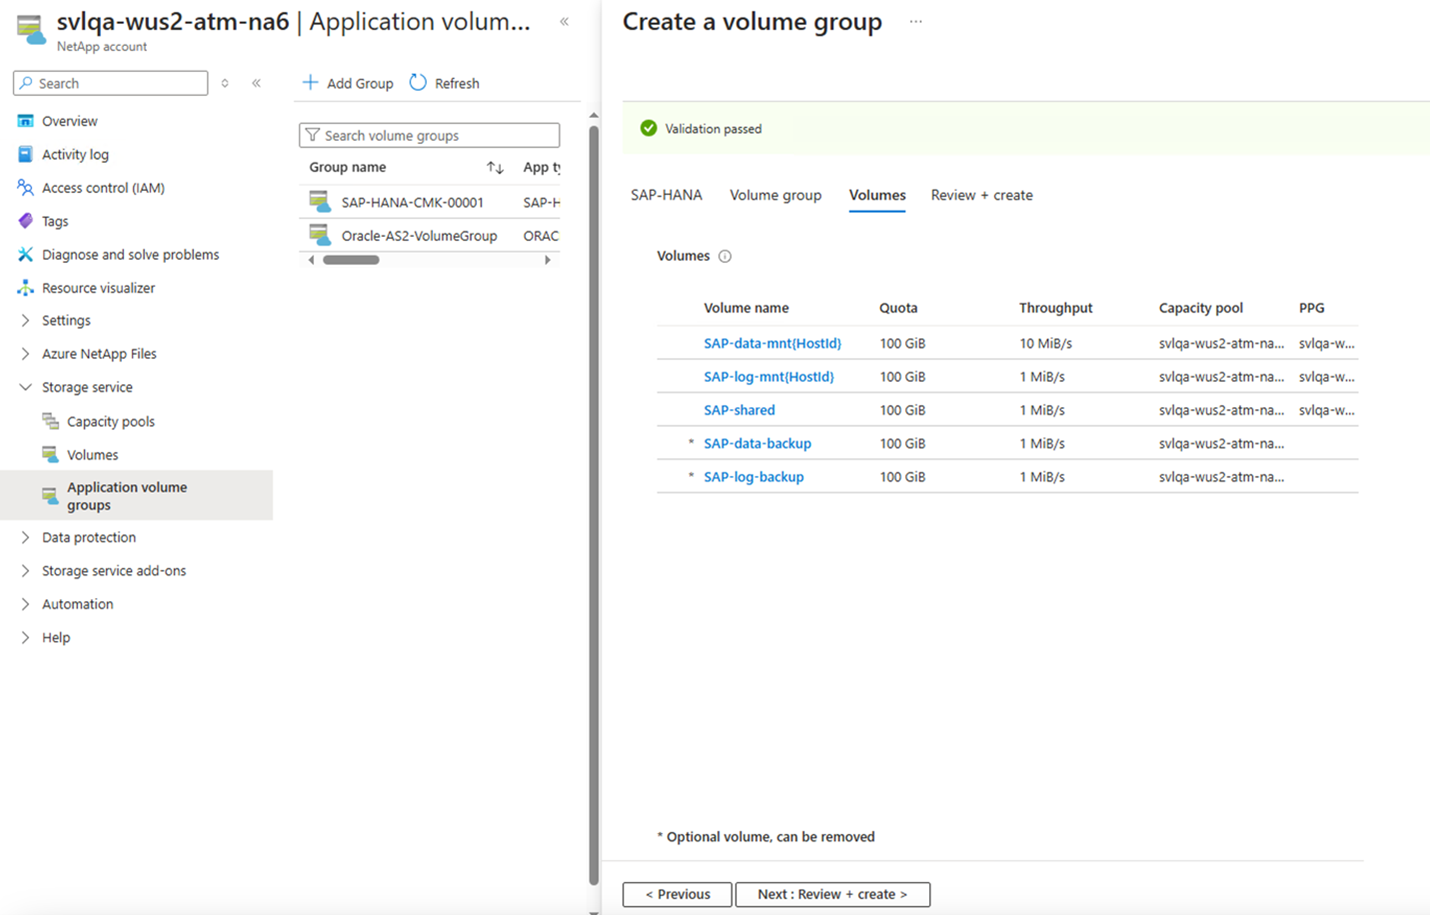 svlqa-wus2-atm-na6 | Application volum... «
NetApp account
Search «
Overview
Activity log
Access control (IAM)
Tags
Diagnose and solve problems
Resource visualizer
Settings
Azure NetApp Files
Storage service
Capacity pools
Volumes
Application volume
groups
Data protection
Storage service add-ons
Automation
Help
+ Add Group Refresh
Search volume groups
Group name ↑↓ App ty
SAP-HANA-CMK-00001 SAP-H
Oracle-AS2-VolumeGroup ORAC
Create a volume group ...
Validation passed
SAP-HANA Volume group Volumes Review + create
Volumes
Volume name Quota Throughput Capacity pool PPG
SAP-data-mnt{HostId} 100 GiB 10 MiB/s svlqa-wus2-atm-na... svlqa-w...
SAP-log-mnt{HostId} 100 GiB 1 MiB/s svlqa-wus2-atm-na... svlqa-w...
SAP-shared 100 GiB 1 MiB/s svlqa-wus2-atm-na... svlqa-w...
* SAP-data-backup 100 GiB 1 MiB/s svlqa-wus2-atm-na...
* SAP-log-backup 100 GiB 1 MiB/s svlqa-wus2-atm-na...
* Optional volume, can be removed
< Previous Next : Review + create >